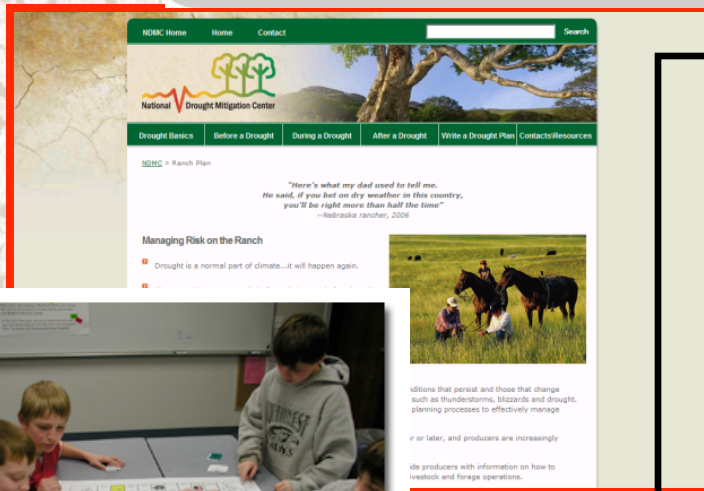 NDMC Home Home Contact Search
National Drought Mitigation Center
Drought Basics Before a Drought During a Drought After a Drought Write a Drought Plan Contacts\Resources
NDMC > Ranch Plan
"Here's what my dad used to tell me.
He said, if you bet on dry weather in this country,
you'll be right more than half the time"
--Nebraska rancher, 2006
Managing Risk on the Ranch
Drought is a normal part of climate...it will happen again.
ditions that persist and those that change
such as thunderstorms, blizzards and drought.
planning processes to effectively manage
r or later, and producers are increasingly
ide producers with information on how to
ivestock and forage operations.